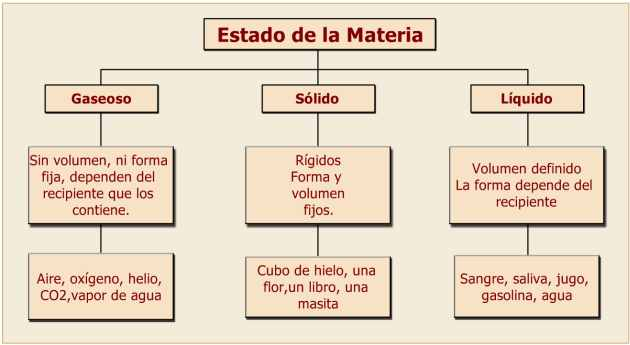 Estado de la Materia
Gaseoso
Sólido
Líquido
Sin volumen, ni forma
fija, dependen del
recipiente que los
contiene.
Rígidos
Forma y
volumen
fijos.
Volumen definido
La forma depende del
recipiente
Aire, oxígeno, helio,
CO2,vapor de agua
Cubo de hielo, una
flor,un libro, una
masita
Sangre, saliva, jugo,
gasolina, agua